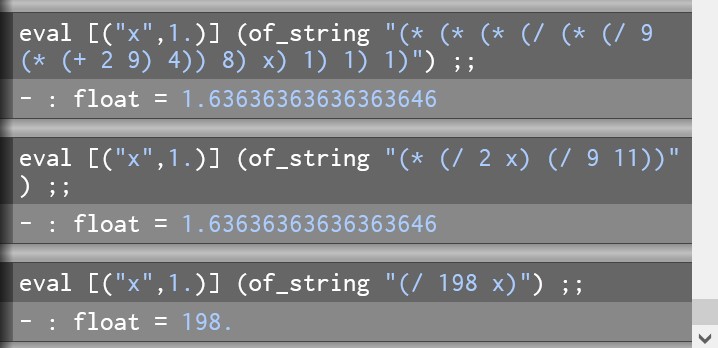 eval [("x",1.)] (of_string "(* (* (* (/ (* (/ 9
(* (+ 2 9) 4)) 8) x) 1) 1) 1)") ;;
- : float = 1.63636363636363646
eval [("x",1.)] (of_string "(* (/ 2 x) (/ 9 11))"
) ;;
- : float = 1.63636363636363646
eval [("x",1.)] (of_string "(/ 198 x)") ;;
- : float = 198.